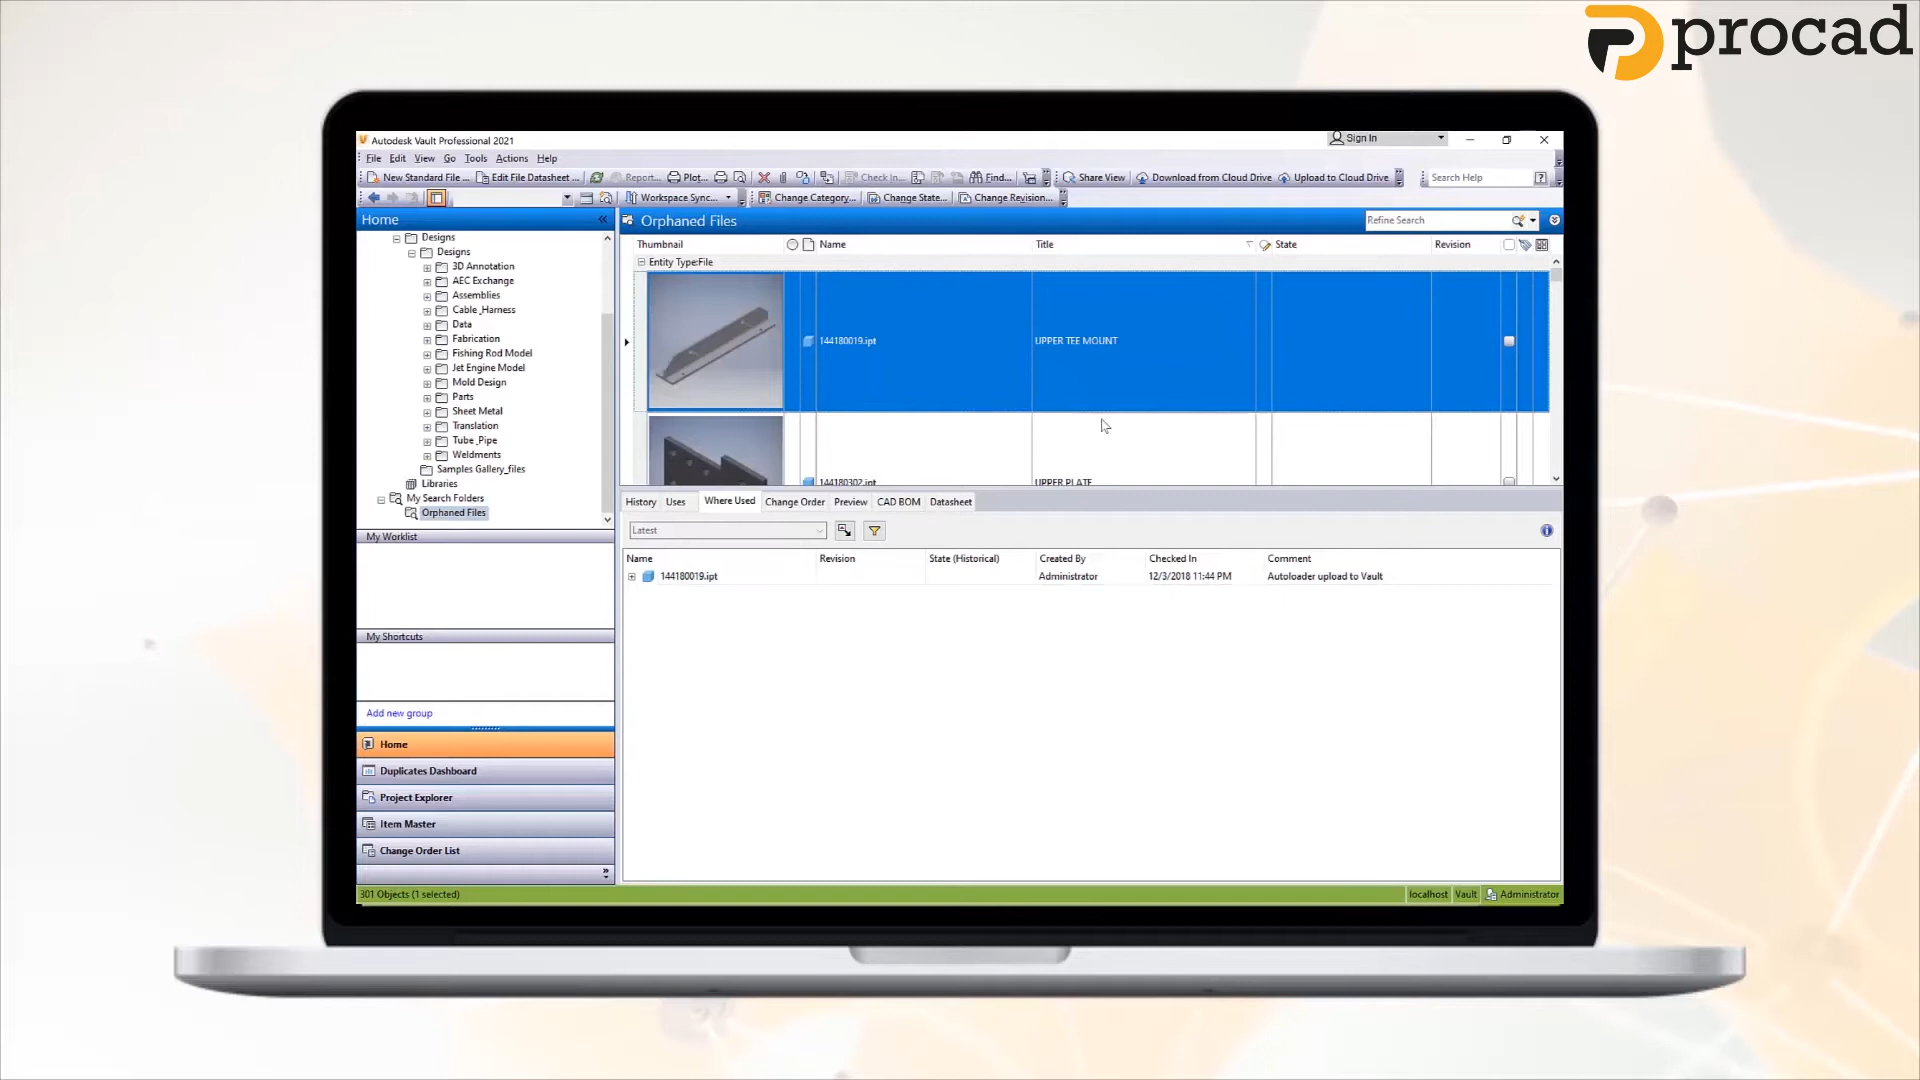 procad
Autodesk Vault Professional 2021
Sign In
File Edit View Go Tools Actions Help
New Standard File ... Edit File Datasheet ... Report... Plot... Check In... Find... Share View Download from Cloud Drive Upload to Cloud Drive Search Help
Workspace Sync... Change Category... Change State... Change Revision...
Home
Designs
Designs
3D Annotation
AEC Exchange
Assemblies
Cable_Harness
Data
Fabrication
Fishing Rod Model
Jet Engine Model
Mold Design
Parts
Sheet Metal
Translation
Tube_Pipe
Weldments
Samples Gallery_files
Libraries
My Search Folders
Orphaned Files
My Worklist
My Shortcuts
Add new group
Home
Duplicates Dashboard
Project Explorer
Item Master
Change Order List
Orphaned Files
Refine Search
Thumbnail Name Title State Revision
Entity Type:File
144180019.ipt UPPER TEE MOUNT
144180302.ipt UPPER PLATE
History Uses Where Used Change Order Preview CAD BOM Datasheet
Latest
Name Revision State (Historical) Created By Checked In Comment
144180019.ipt Administrator 12/3/2018 11:44 PM Autoloader upload to Vault
301 Objects (1 selected)
localhost Vault Administrator